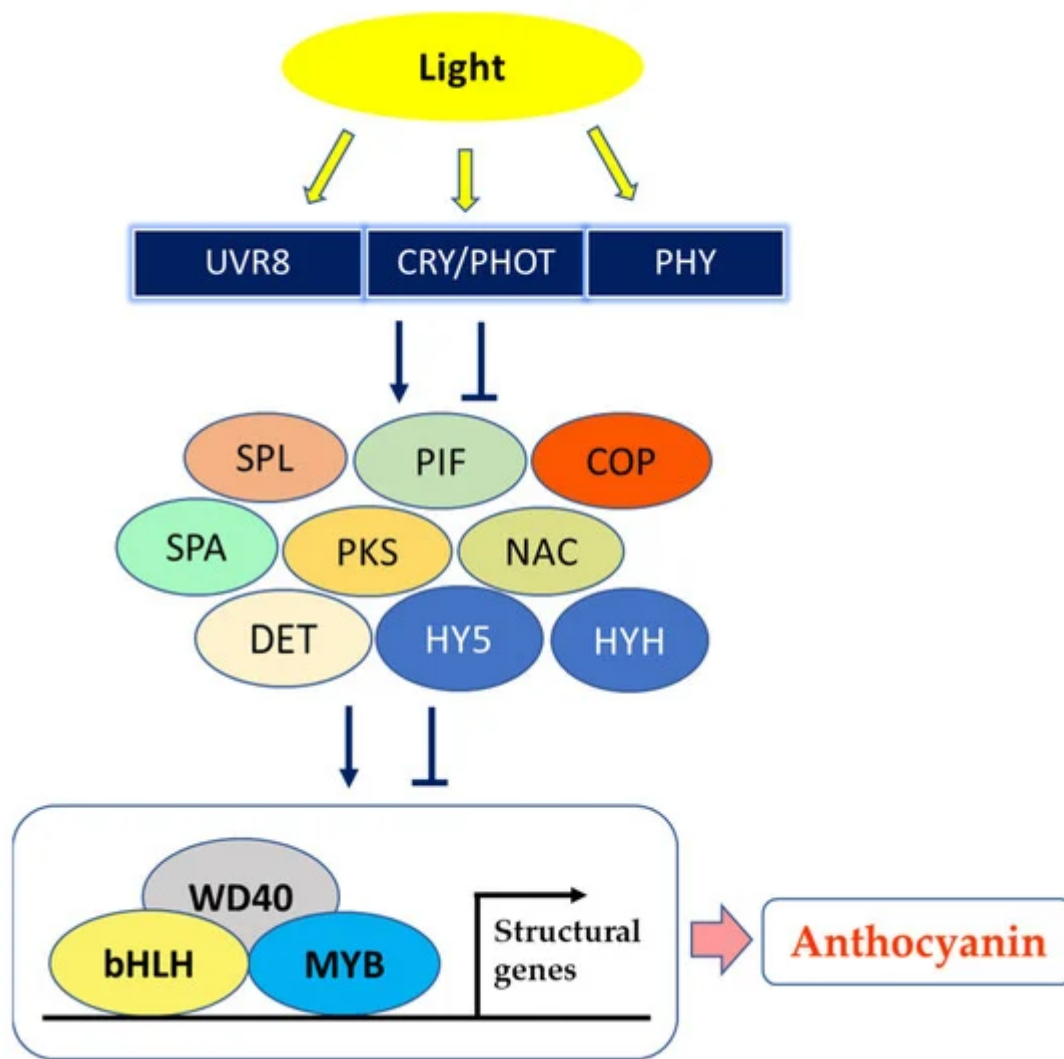 Light
UVR8 CRY/PHOT PHY
SPL PIF COP
SPA PKS NAC
DET HY5 HYH
WD40
bHLH MYB
Structural
genes
Anthocyanin